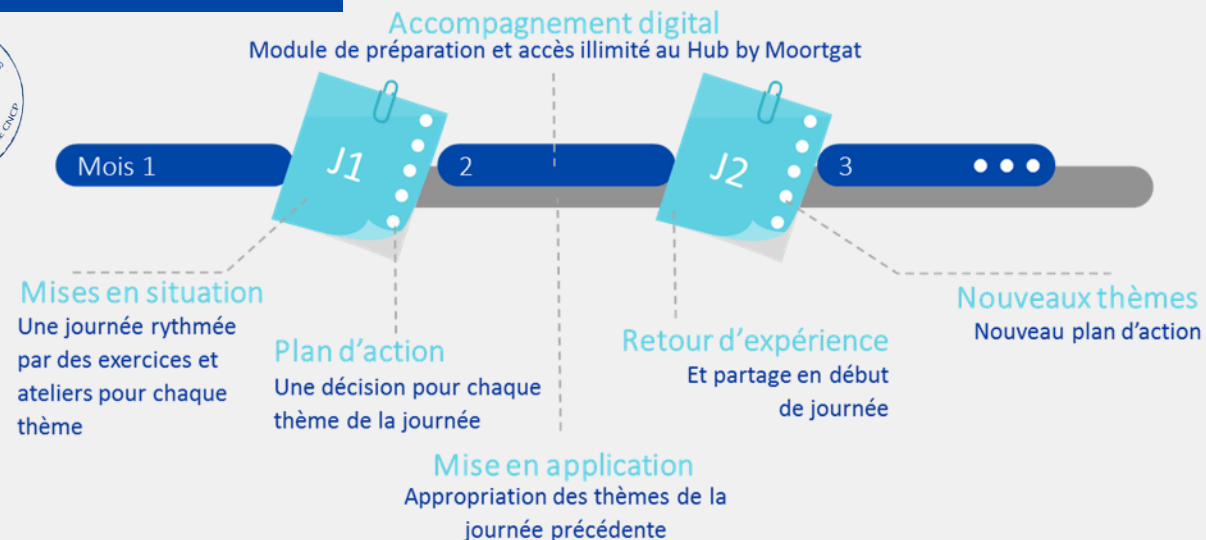 Accompagnement digital
Module de préparation et accès illimité au Hub by Moortgat
CNCP
Mois 1
J1
2
J2
3
Mises en situation
Une journée rythmée
par des exercices et
ateliers pour chaque
thème
Plan d'action
Une décision pour chaque
thème de la journée
Mise en application
Appropriation des thèmes de la
journée précédente
Retour d'expérience
Et partage en début
de journée
Nouveaux thèmes
Nouveau plan d'action